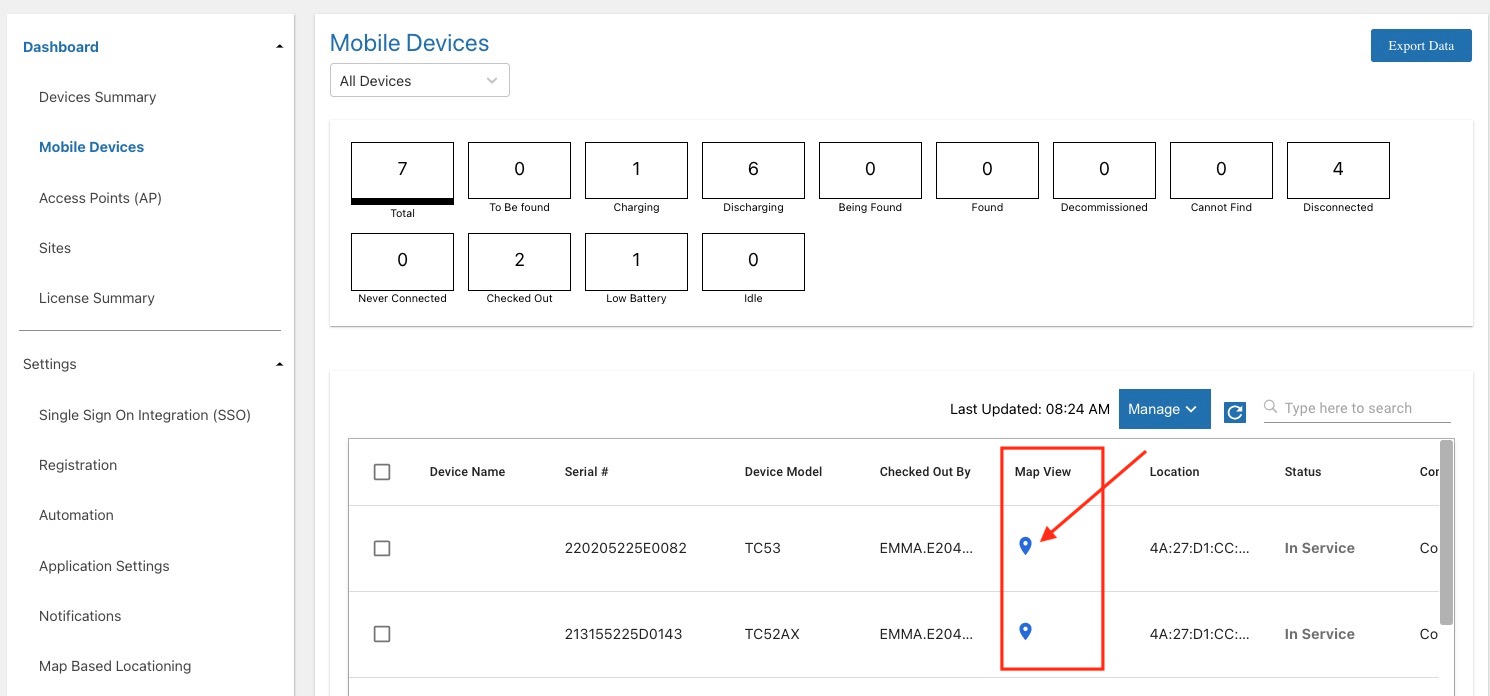 Dashboard
Devices Summary
Mobile Devices
Access Points (AP)
Sites
License Summary
Settings
Single Sign On Integration (SSO)
Registration
Automation
Application Settings
Notifications
Map Based Locationing
Mobile Devices
Export Data
All Devices
7 0 1 6 0 0 0 0 4
Total To Be found Charging Discharging Being Found Found Decommissioned Cannot Find Disconnected
0 2 1 0
Never Connected Checked Out Low Battery Idle
Last Updated: 08:24 AM Manage Type here to search
Device Name Serial # Device Model Checked Out By Map View Location Status Cor
220205225E0082 TC53 EMMA.E204... 4A:27:D1:CC:... In Service Co
213155225D0143 TC52AX EMMA.E204... 4A:27:D1:CC:... In Service Co